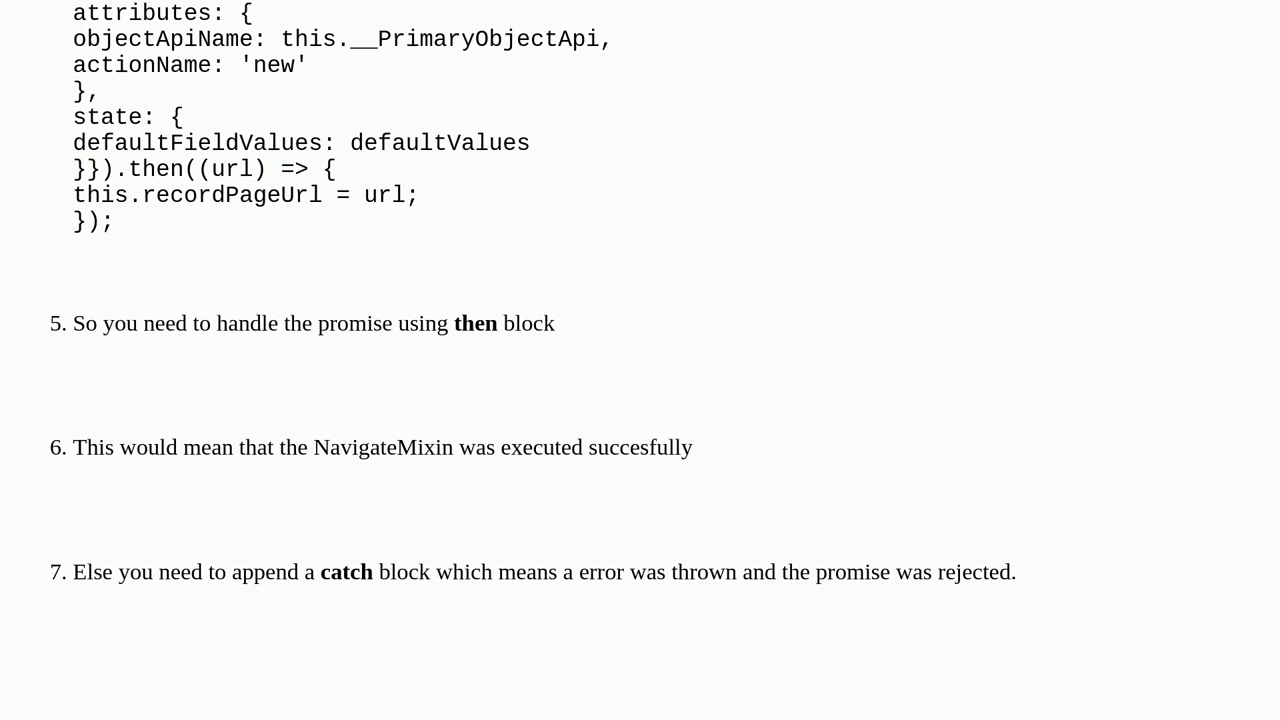 attributes: {
objectApiName: this.__PrimaryObjectApi,
actionName: 'new'
},
state: {
defaultFieldValues: defaultValues
}}).then((url) => {
this.recordPageUrl = url;
});
5. So you need to handle the promise using then block
6. This would mean that the NavigateMixin was executed succesfully
7. Else you need to append a catch block which means a error was thrown and the promise was rejected.